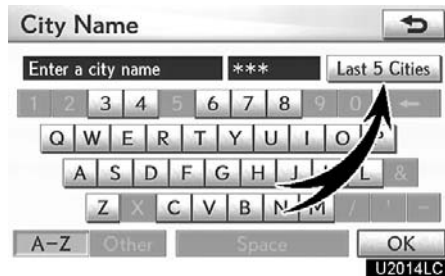 City Name
Enter a city name *** Last 5 Cities
1 2 3 4 5 6 7 8 9 0 ←
Q W E R T Y U I O P
A S D F G H J L &
Z X C V B N M / ' -
A-Z Other Space OK
U2014LC